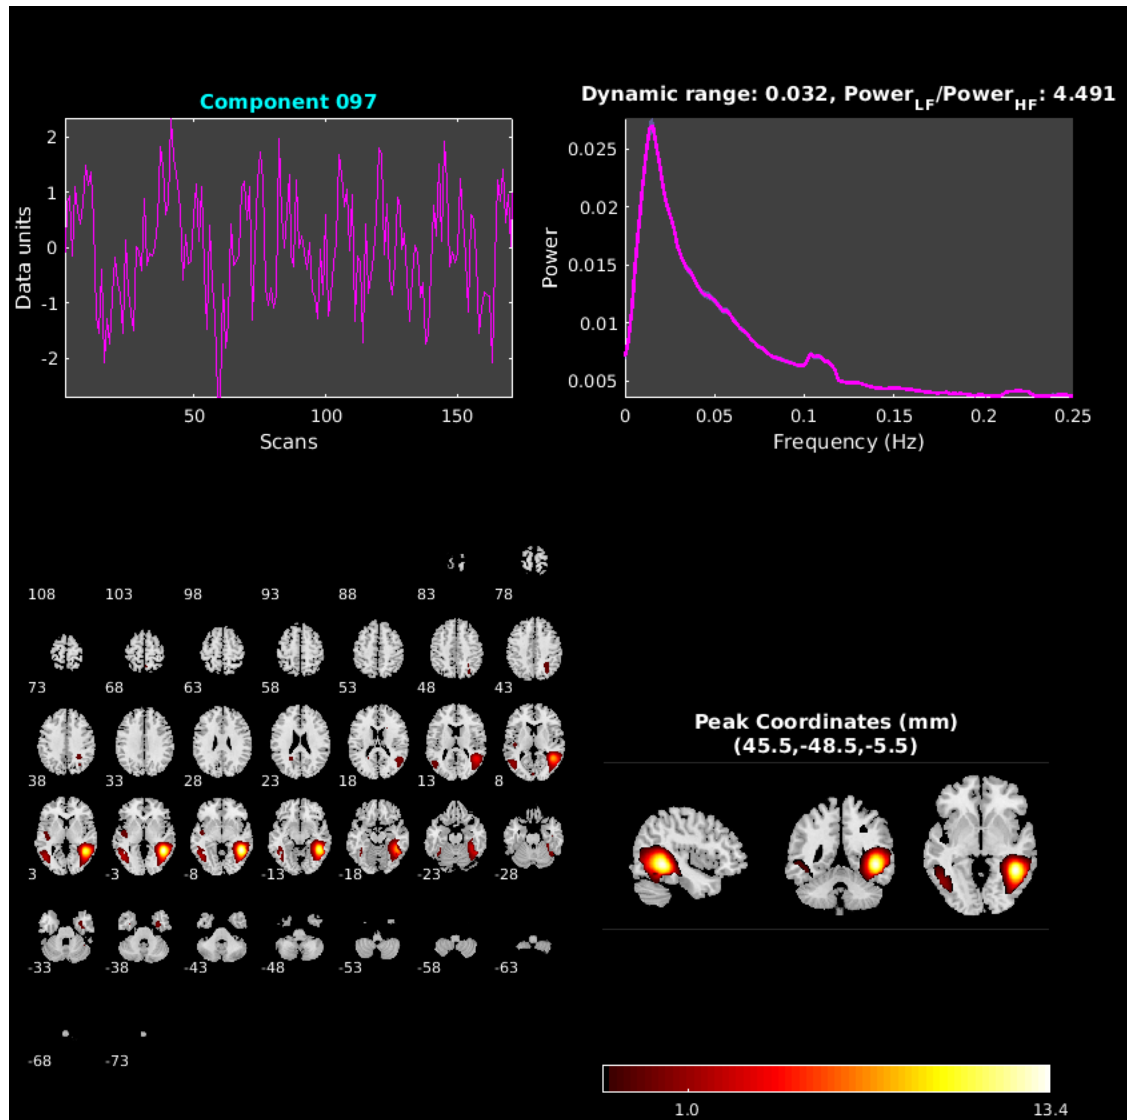 Component 097
Dynamic range: 0.032, Power_LF/Power_HF: 4.491
2
1
0
-1
-2
Data units
50
100
150
Scans
0.025
0.02
0.015
0.01
0.005
Power
0
0.05
0.1
0.15
0.2
0.25
Frequency (Hz)
108 103 98 93 88 83 78
73 68 63 58 53 48 43
38 33 28 23 18 13 8
3 -3 -8 -13 -18 -23 -28
-33 -38 -43 -48 -53 -58 -63
-68 -73
Peak Coordinates (mm)
(45.5,-48.5,-5.5)
1.0 13.4